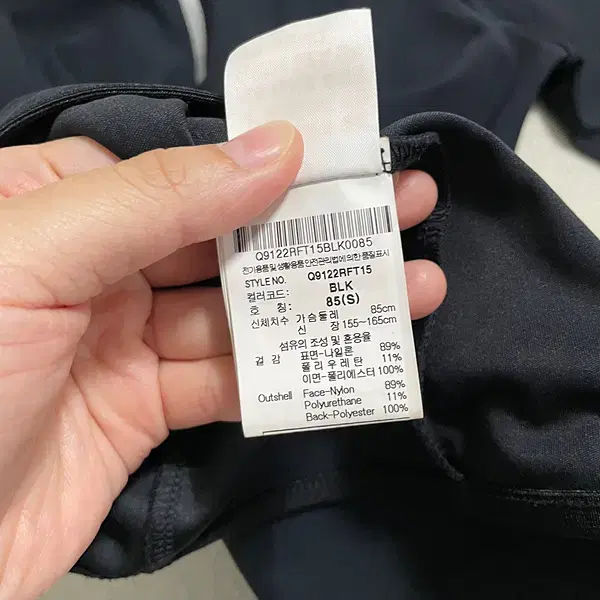 Q9122RFT15BLK0085
전기용품및생활용품안전관리법에의한품질표시
STYLE NO. Q9122RFT15
컬러코드: BLK
호 칭: 85(S)
신체치수 가슴둘레 85cm
신 장 155~165cm
섬유의 조성 및 혼용율
겉 감 표면-나일론 89%
폴리우레탄 11%
이면-폴리에스터 100%
Outshell Face-Nylon 89%
Polyurethane 11%
Back-Polyester 100%